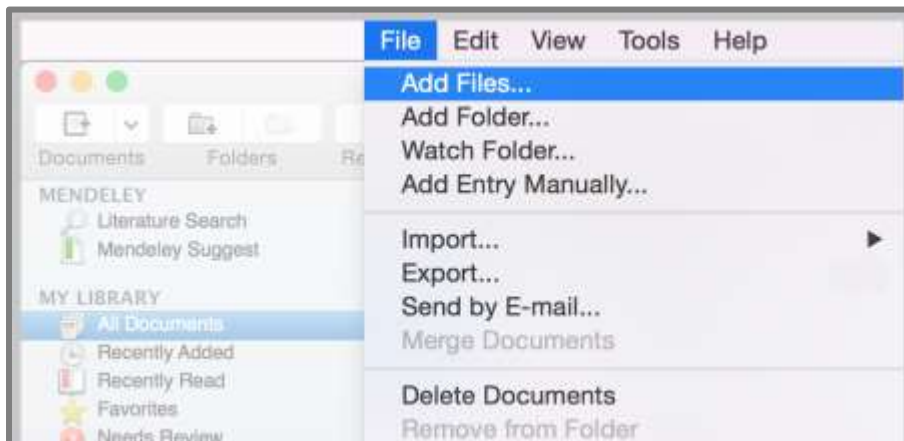 File Edit View Tools Help
Add Files...
Add Folder...
Watch Folder...
Add Entry Manually...
Import...
Export...
Send by E-mail...
Merge Documents
Delete Documents
Remove from Folder
Documents Folders Re
MENDELEY
Literature Search
Mendeley Suggest
MY LIBRARY
All Documents
Recently Added
Recently Read
Favorites
Needs Review